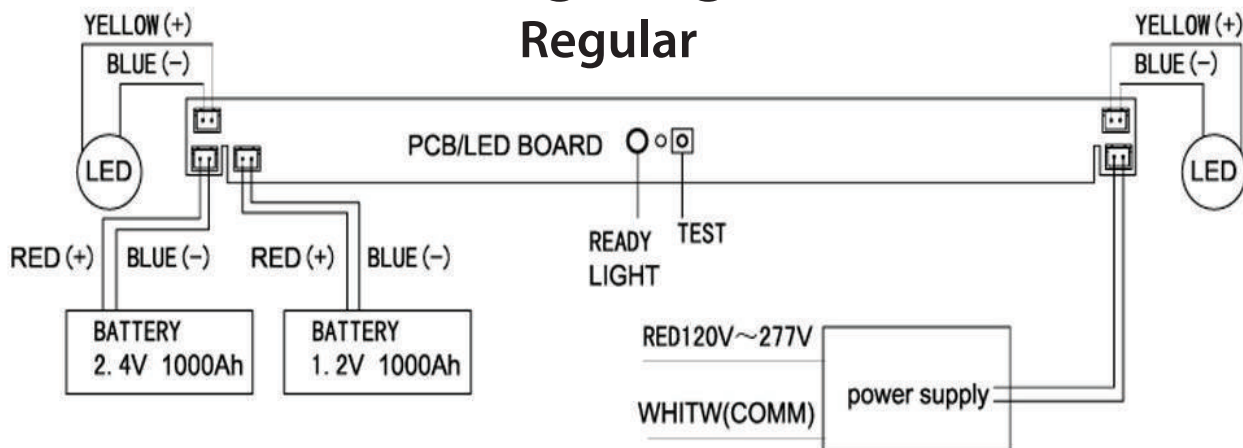 Regular
YELLOW(+)
BLUE(-)
YELLOW(+)
BLUE(-)
PCB/LED BOARD
LED
LED
READY
LIGHT
TEST
RED(+)
BLUE(-)
RED(+)
BLUE(-)
BATTERY
2.4V 1000Ah
BATTERY
1.2V 1000Ah
RED120V～277V
WHITW(COMM)
power supply